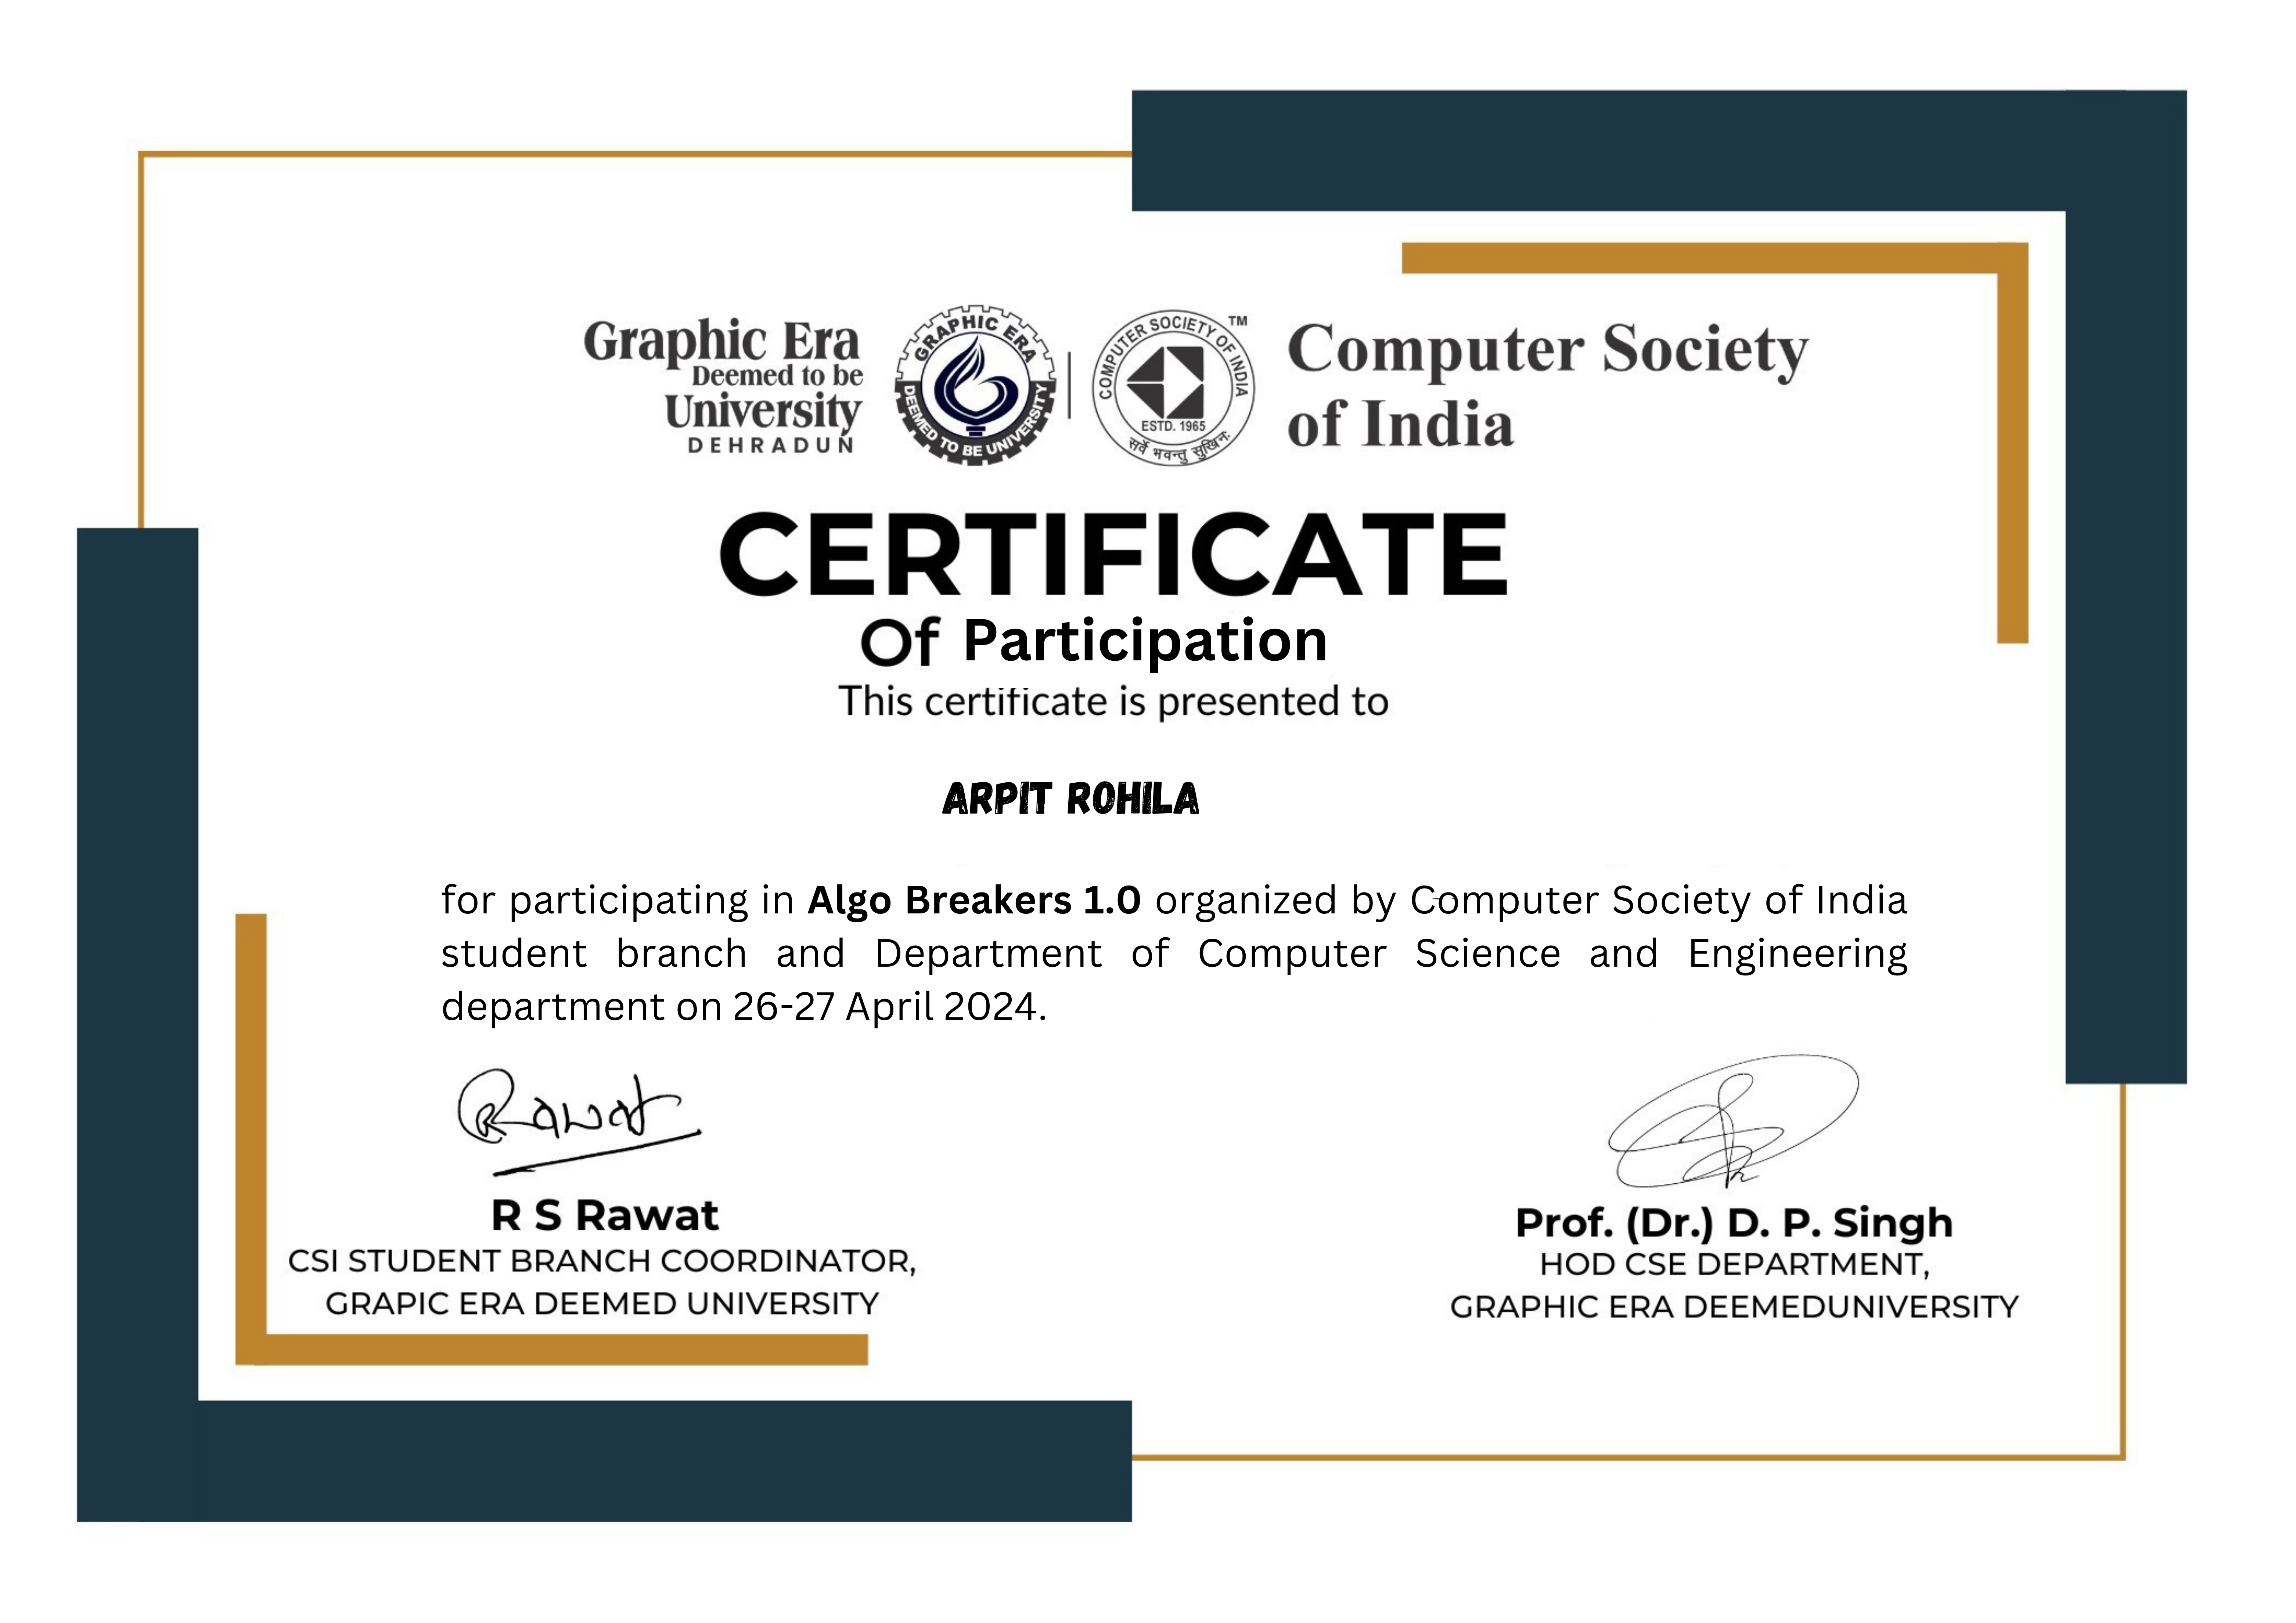 Graphic Era
Deemed to be
University
DEHRADUN
GRAPHIC ERA
DEEMED TO BE UNIVERSITY
COMPUTER SOCIETY OF INDIA
TM
ESTD. 1965
सर्वे भवन्तु सुखिनः
Computer Society
of India
CERTIFICATE
Of Participation
This certificate is presented to
ARPIT ROHILA
for participating in Algo Breakers 1.0 organized by Computer Society of India
student branch and Department of Computer Science and Engineering
department on 26-27 April 2024.
Rawat
R S Rawat
CSI STUDENT BRANCH COORDINATOR,
GRAPIC ERA DEEMED UNIVERSITY
Prof. (Dr.) D. P. Singh
HOD CSE DEPARTMENT,
GRAPHIC ERA DEEMEDUNIVERSITY